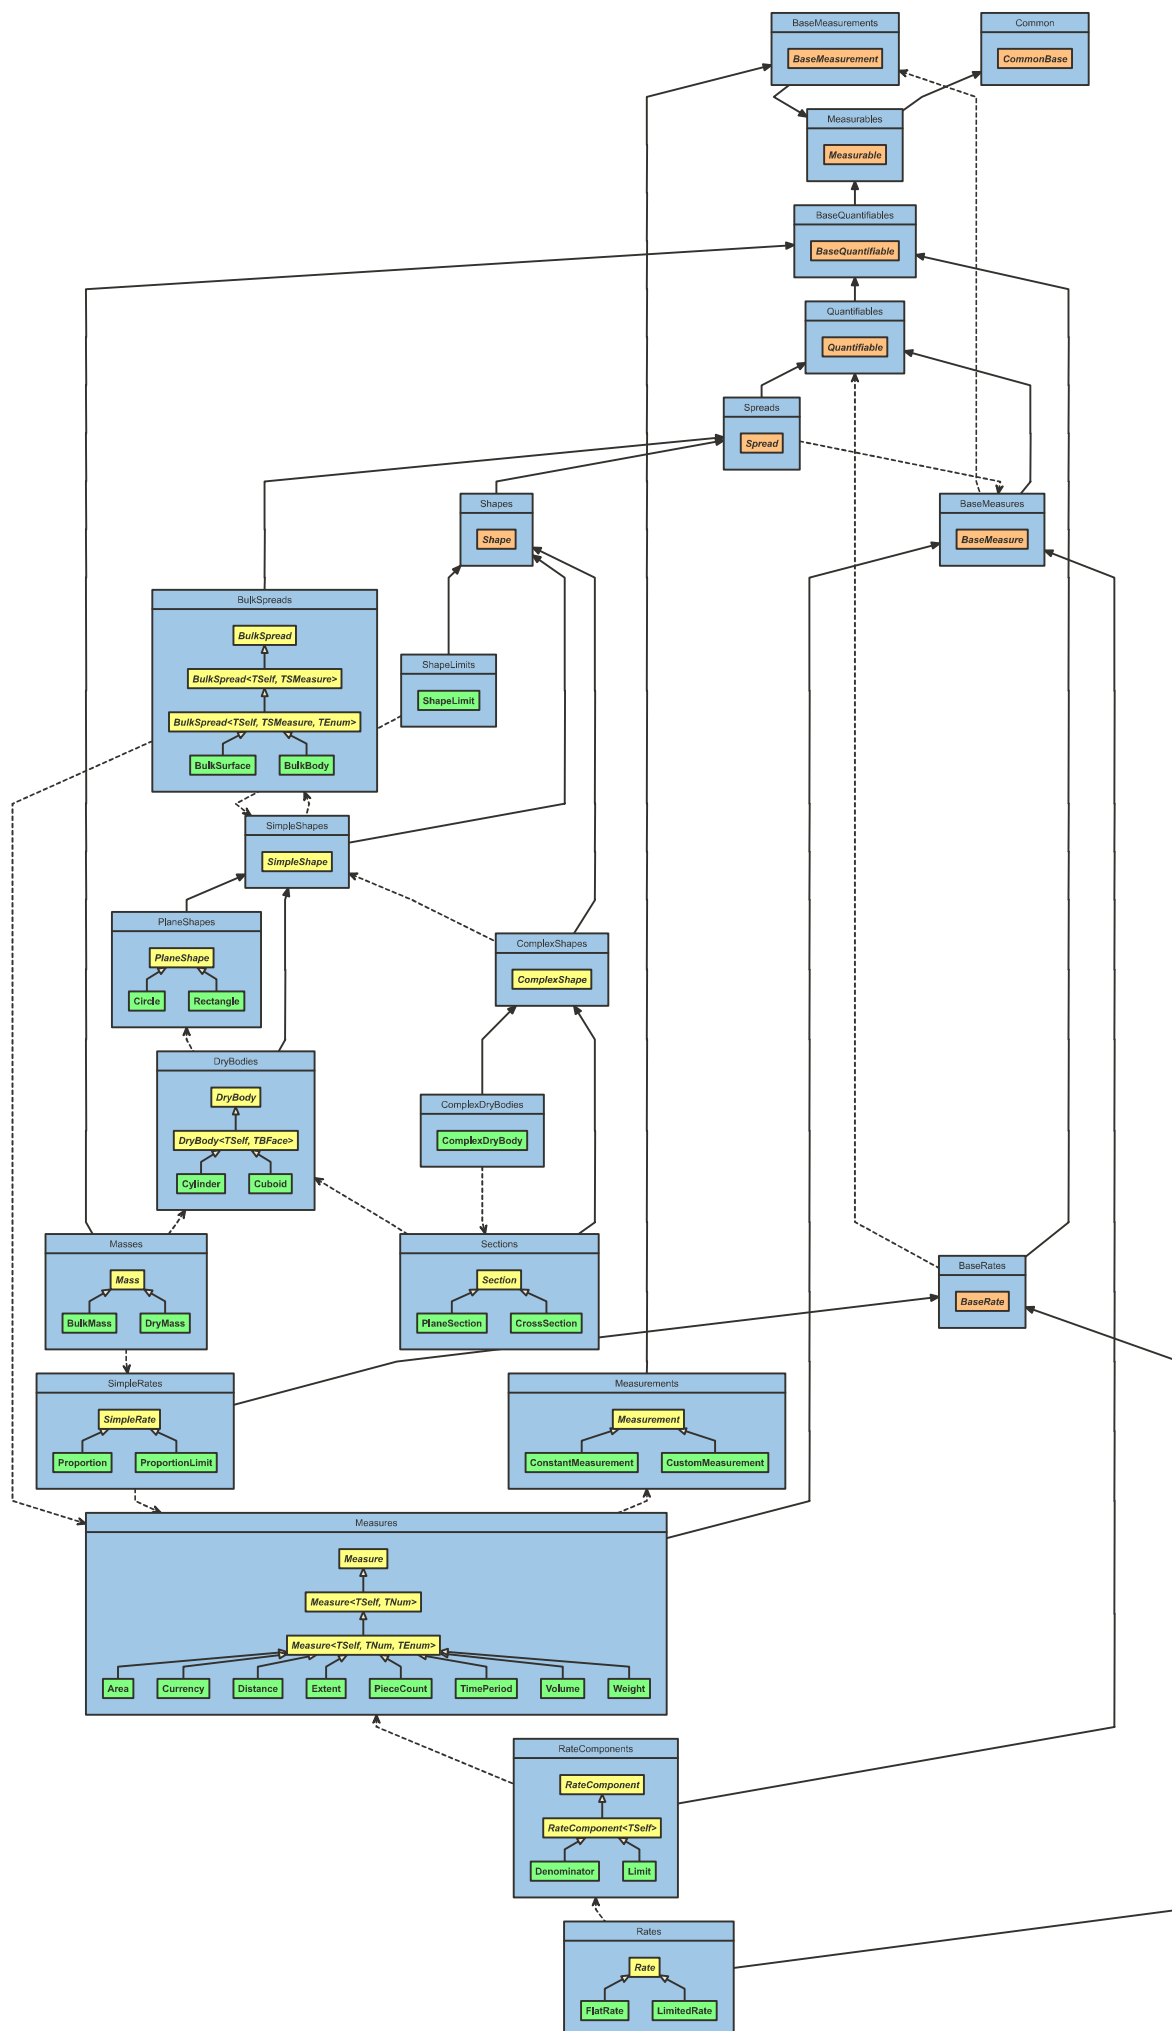 BaseMeasurements
BaseMeasurement
Common
CommonBase
Measurables
Measurable
BaseQuantifiables
BaseQuantifiable
Quantifiables
Quantifiable
Spreads
Spread
Shapes
Shape
BaseMeasures
BaseMeasure
BulkSpreads
BulkSpread
BulkSpread<TSelf, TSMeasure>
BulkSpread<TSelf, TSMeasure, TEnum>
BulkSurface
BulkBody
ShapeLimits
ShapeLimit
SimpleShapes
SimpleShape
PlaneShapes
PlaneShape
Circle
Rectangle
ComplexShapes
ComplexShape
DryBodies
DryBody
DryBody<TSelf, TBFace>
Cylinder
Cuboid
ComplexDryBodies
ComplexDryBody
Masses
Mass
BulkMass
DryMass
Sections
Section
PlaneSection
CrossSection
BaseRates
BaseRate
SimpleRates
SimpleRate
Proportion
ProportionLimit
Measurements
Measurement
ConstantMeasurement
CustomMeasurement
Measures
Measure
Measure<TSelf, TNum>
Measure<TSelf, TNum, TEnum>
Area
Currency
Distance
Extent
PieceCount
TimePeriod
Volume
Weight
RateComponents
RateComponent
RateComponent<TSelf>
Denominator
Limit
Rates
Rate
FlatRate
LimitedRate